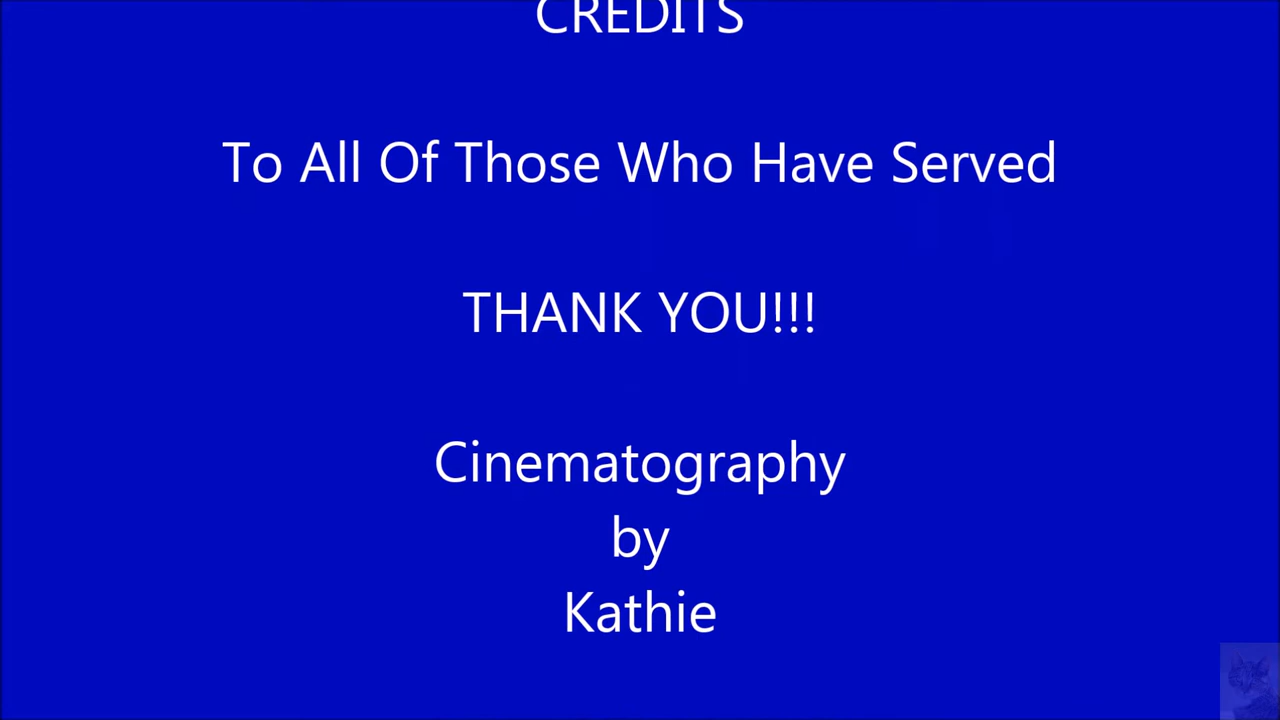 CREDITS
To All Of Those Who Have Served
THANK YOU!!!
Cinematography
by
Kathie